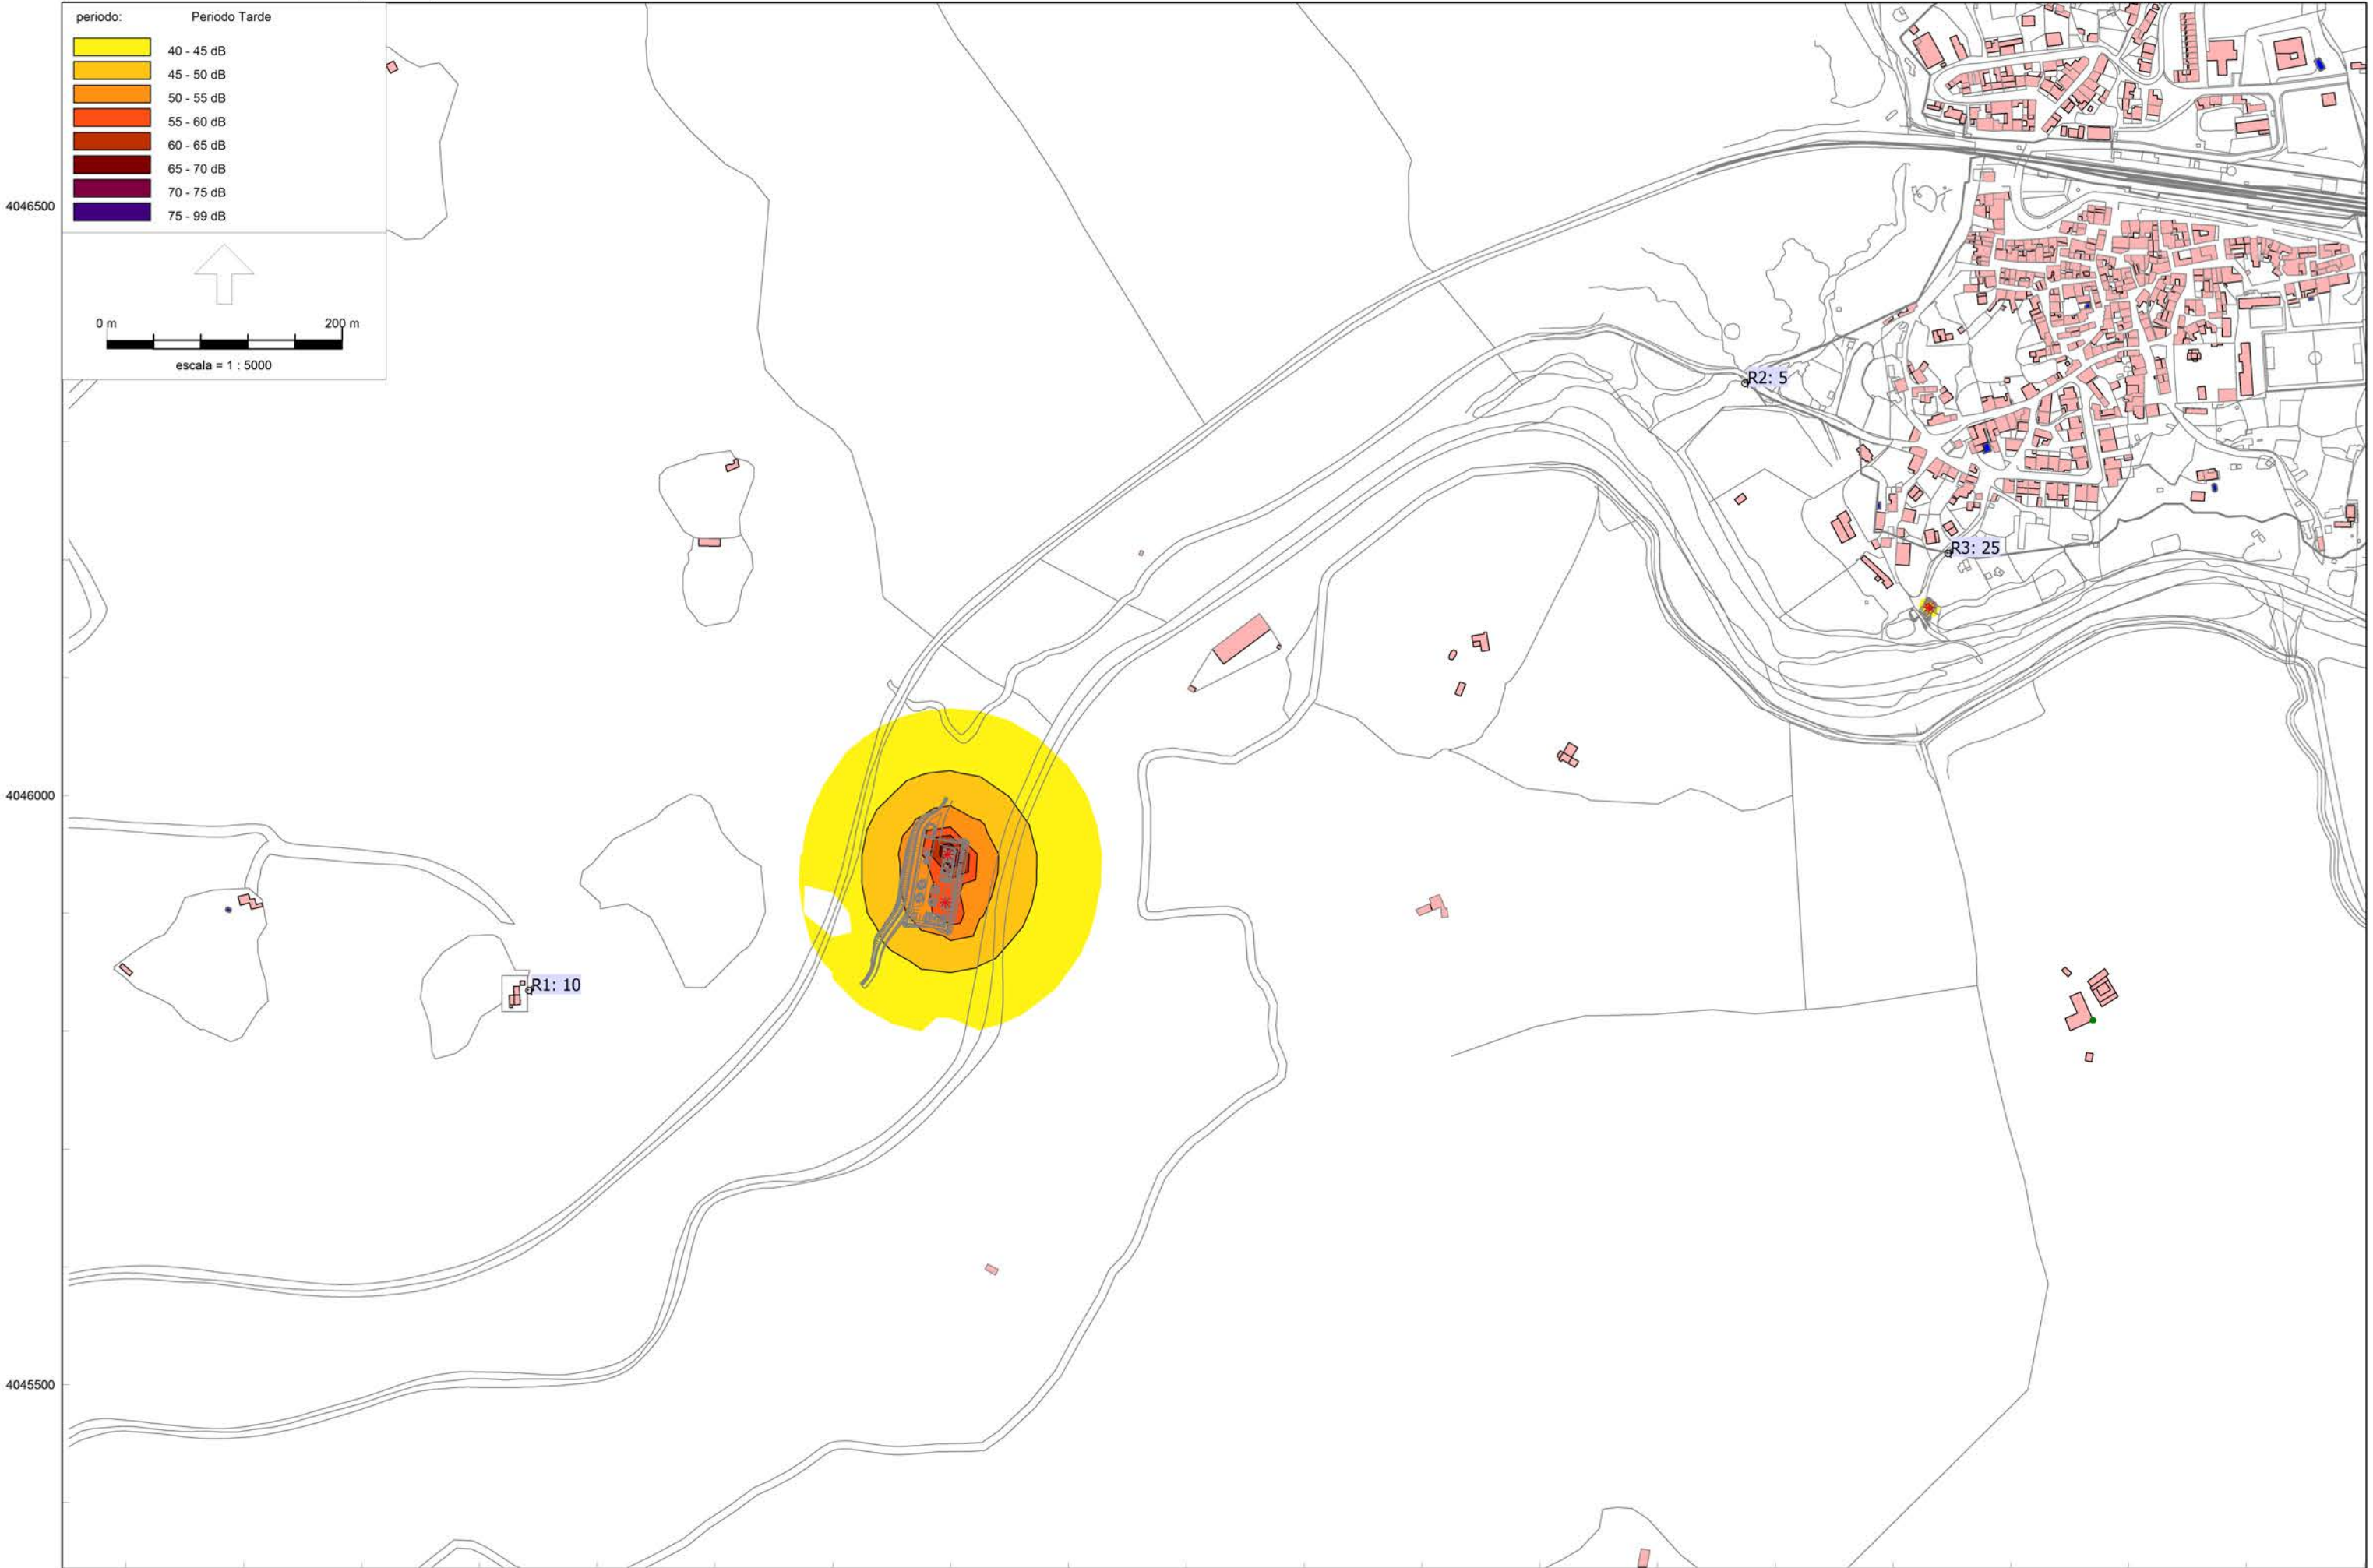 periodo: Periodo Tarde
40 - 45 dB
45 - 50 dB
50 - 55 dB
55 - 60 dB
60 - 65 dB
65 - 70 dB
70 - 75 dB
75 - 99 dB
4046500
0 m 200 m
escala = 1 : 5000
R2: 5
R3: 25
4046000
R1: 10
4045500